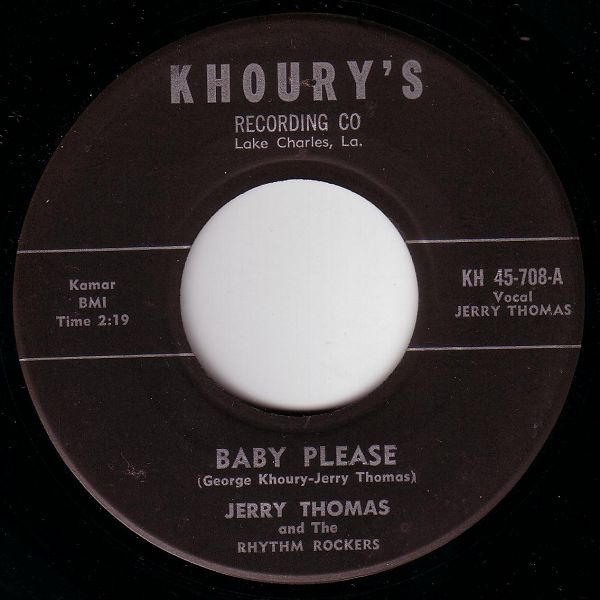 KHOURY'S
RECORDING CO
Lake Charles, La.
Kamar
BMI
Time 2:19
KH 45-708-A
Vocal
JERRY THOMAS
BABY PLEASE
(George Khoury-Jerry Thomas)
JERRY THOMAS
and The
RHYTHM ROCKERS